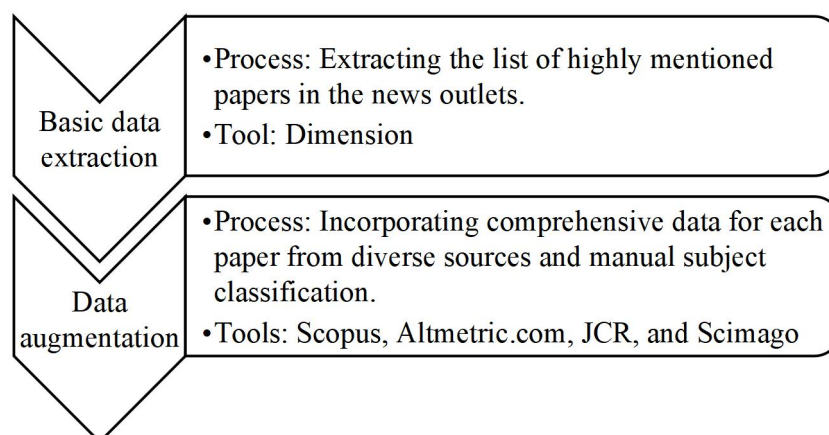 Basic data
extraction
•Process: Extracting the list of highly mentioned
papers in the news outlets.
•Tool: Dimension
Data
augmentation
•Process: Incorporating comprehensive data for each
paper from diverse sources and manual subject
classification.
•Tools: Scopus, Altmetric.com, JCR, and Scimago